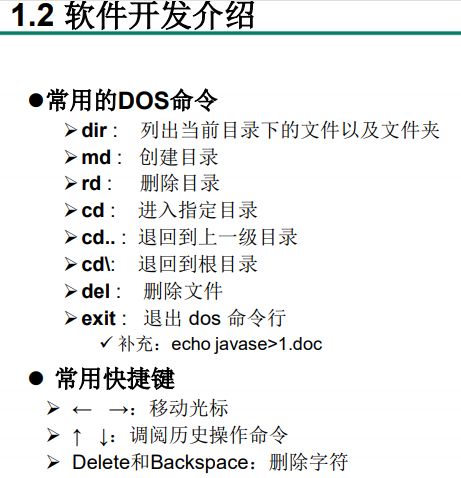 1.2 软件开发介绍
●常用的DOS命令
➢dir : 列出当前目录下的文件以及文件夹
➢md : 创建目录
➢rd : 删除目录
➢cd : 进入指定目录
➢cd.. : 退回到上一级目录
➢cd\: 退回到根目录
➢del : 删除文件
➢exit : 退出 dos 命令行
✓补充：echo javase>1.doc
● 常用快捷键
➢ ← →：移动光标
➢ ↑ ↓：调阅历史操作命令
➢ Delete和Backspace：删除字符